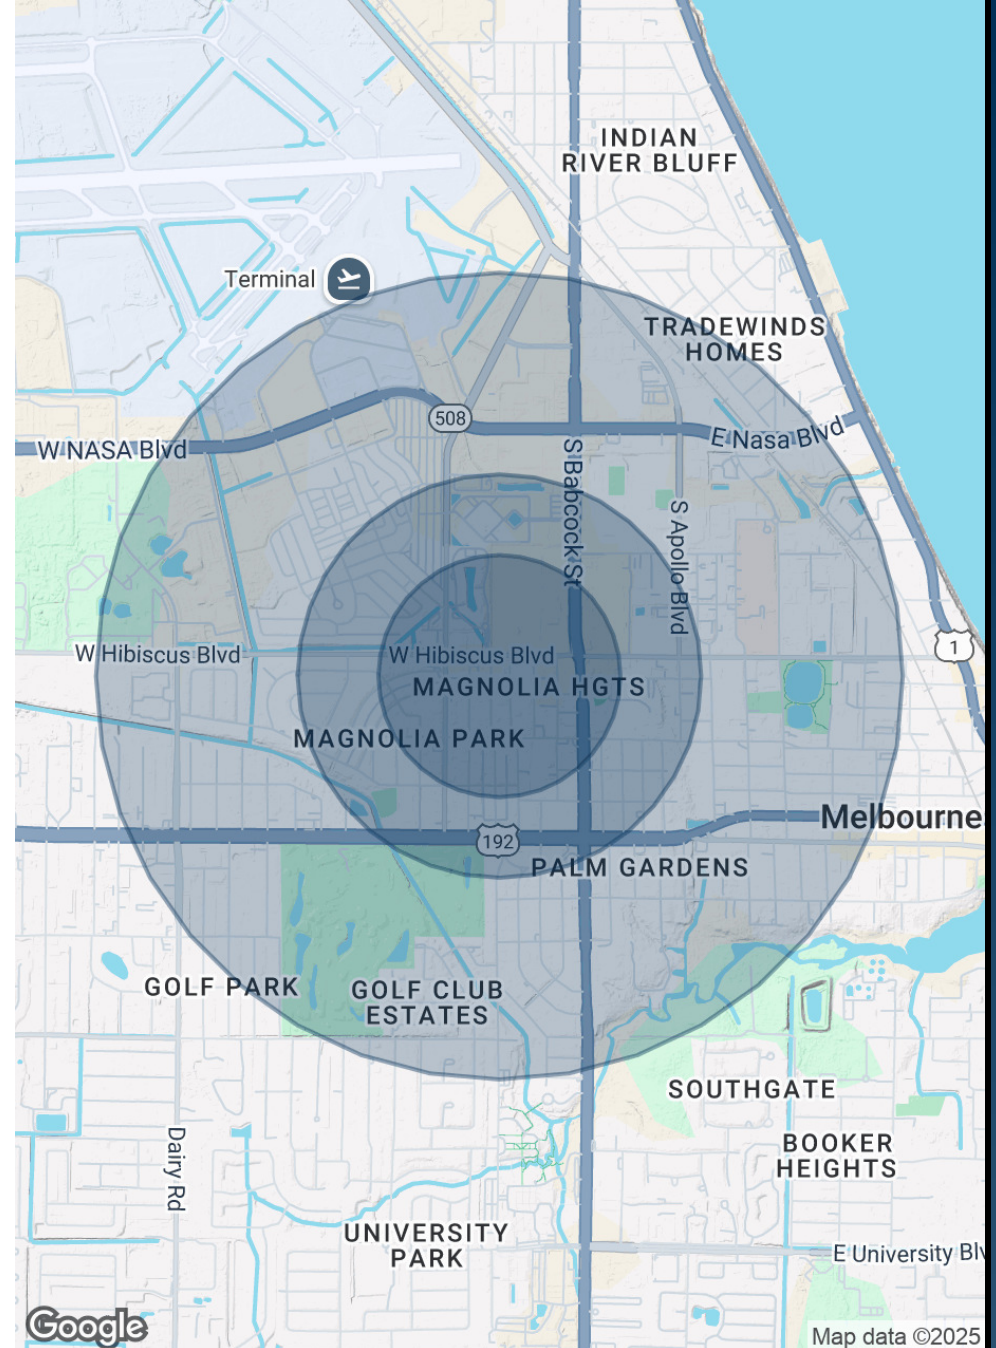 INDIAN
RIVER BLUFF
Terminal
TRADEWINDS
HOMES
508
W NASA Blvd
E Nasa Blvd
S Babcock St
S Apollo Blvd
W Hibiscus Blvd
W Hibiscus Blvd
1
MAGNOLIA HGTS
MAGNOLIA PARK
Melbourne
192
PALM GARDENS
GOLF PARK
GOLF CLUB
ESTATES
SOUTHGATE
BOOKER
HEIGHTS
Dairy Rd
UNIVERSITY
PARK
E University Blv
Google
Map data ©2025